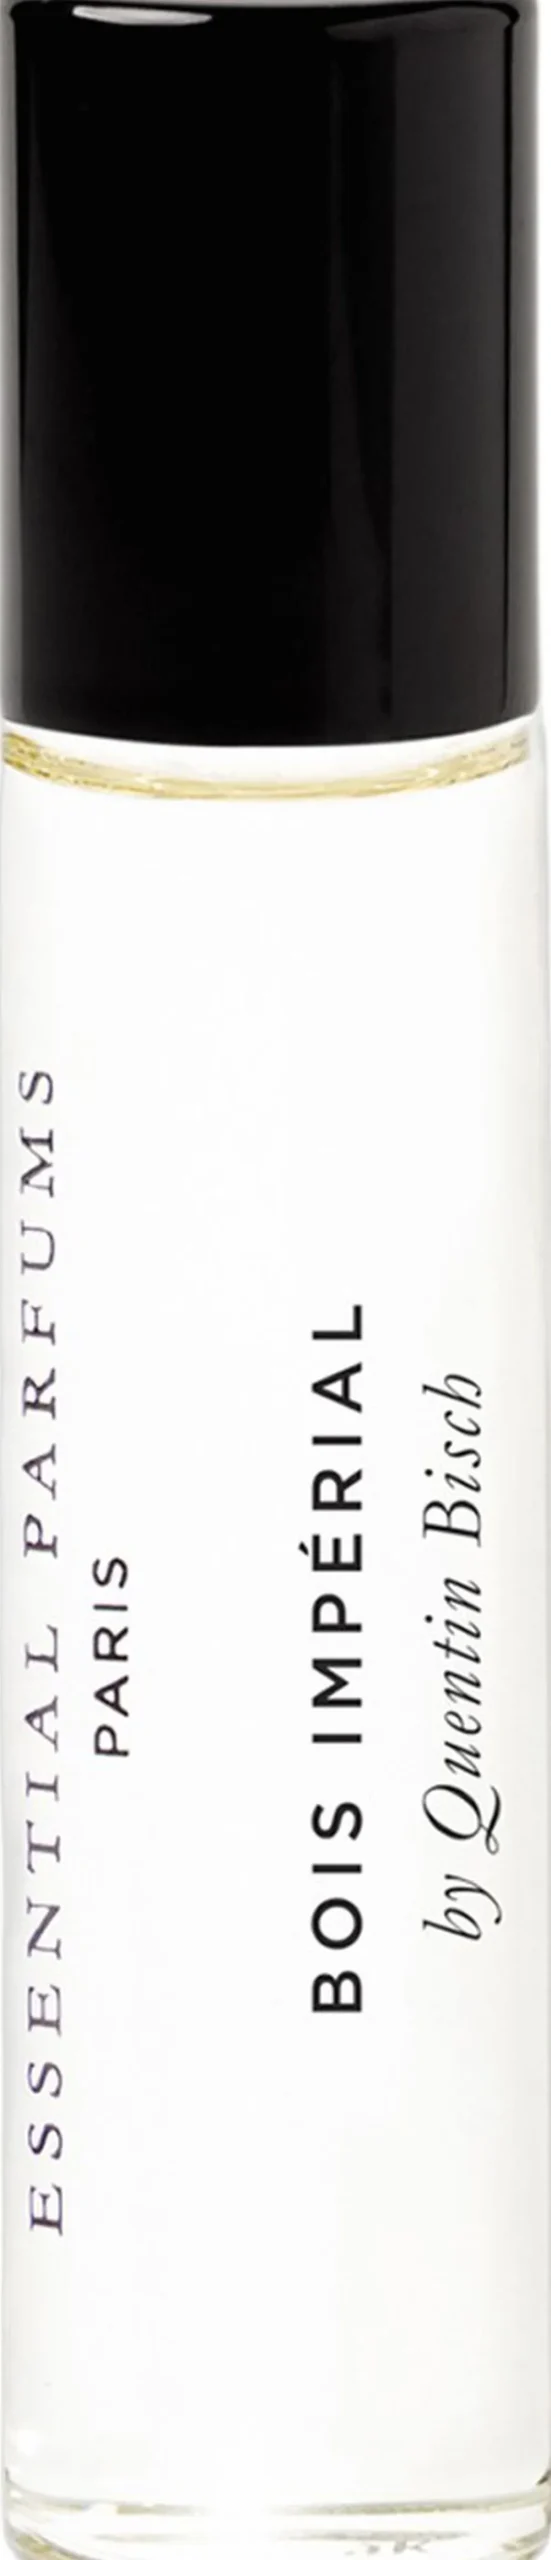 ESSENTIAL PARFUMS
PARIS
BOIS IMPÉRIAL
by Quentin Bisch